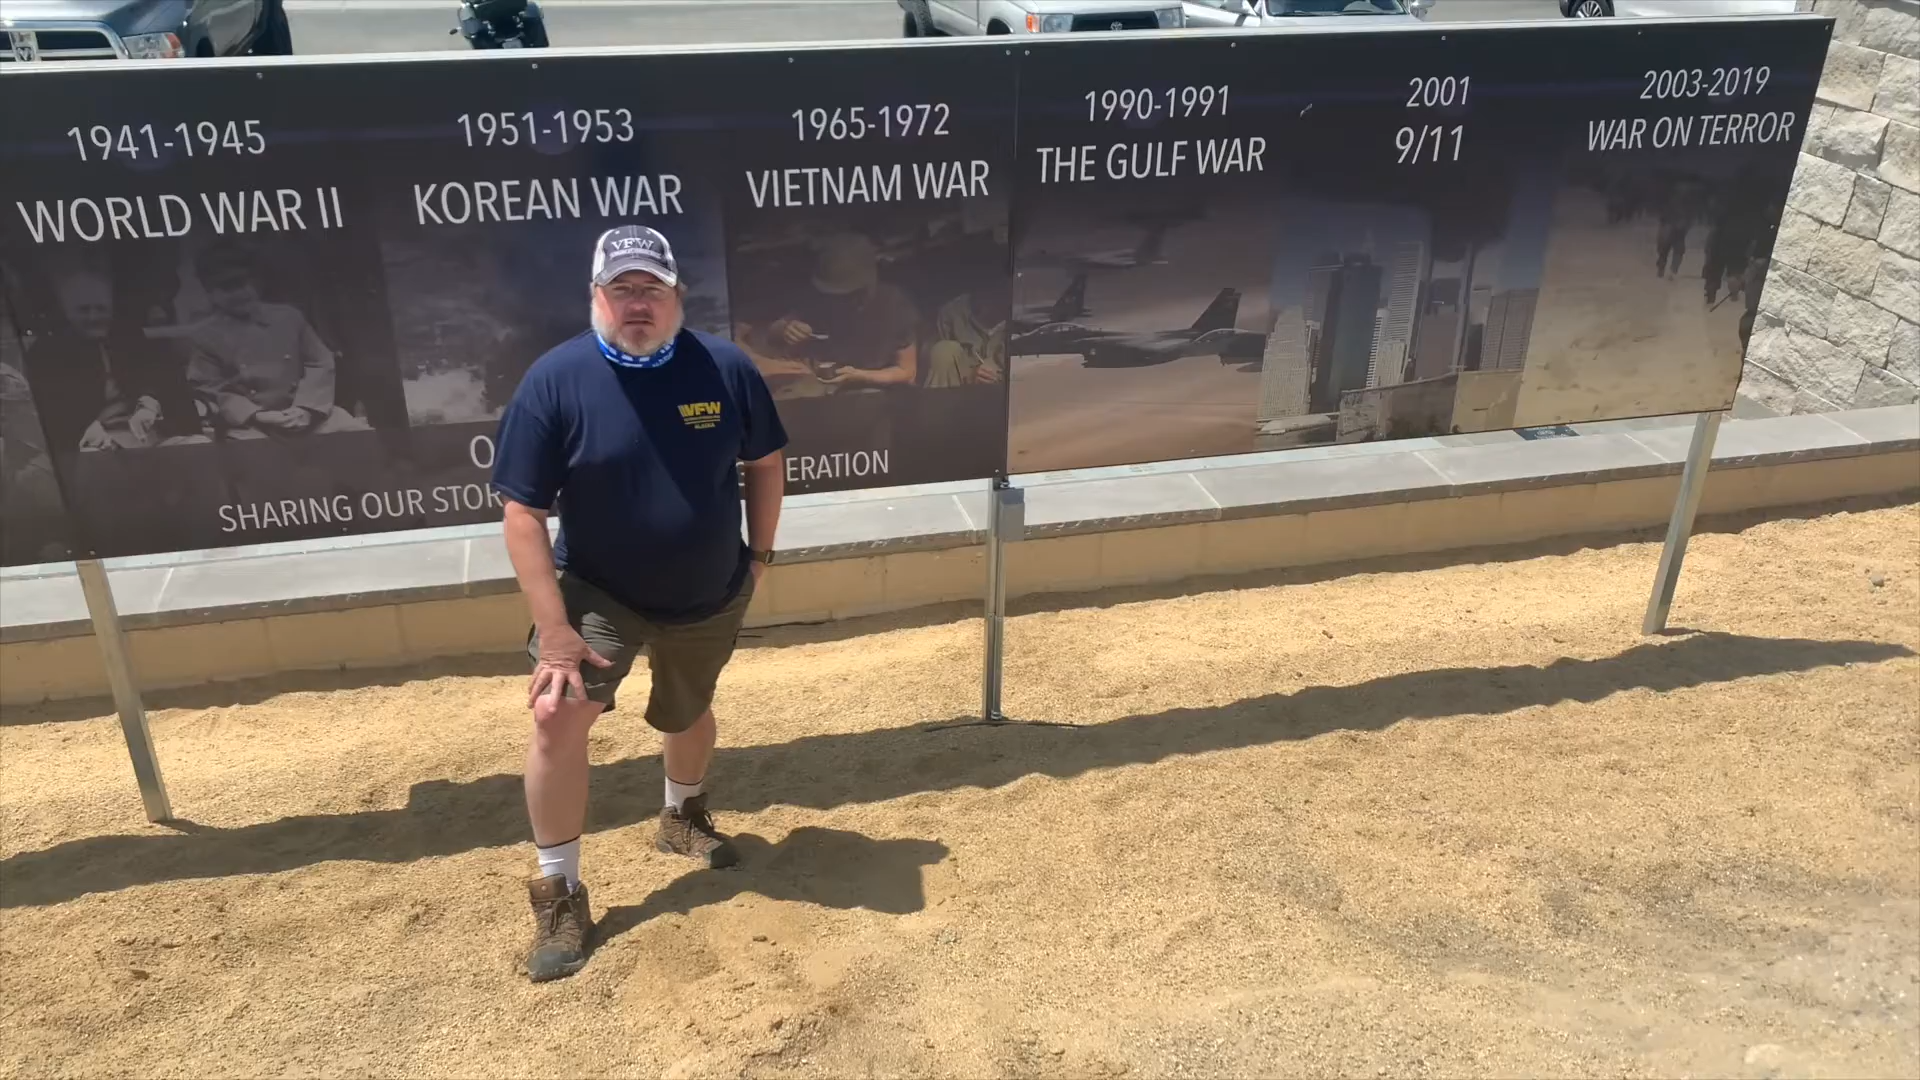 1941-1945
WORLD WAR II
1951-1953
KOREAN WAR
1965-1972
VIETNAM WAR
1990-1991
THE GULF WAR
2001
9/11
2003-2019
WAR ON TERROR
VFW
VFW
ALASKA
O
ERATION
SHARING OUR STOR